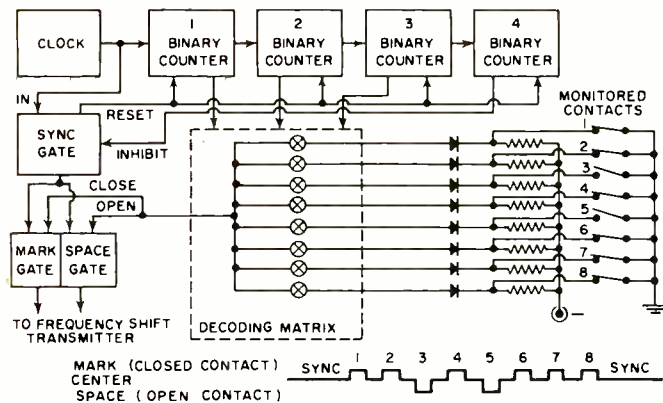 CLOCK
1
BINARY
COUNTER
2
BINARY
COUNTER
3
BINARY
COUNTER
4
BINARY
COUNTER
IN
RESET
SYNC
GATE
INHIBIT
CLOSE
OPEN
MARK
GATE
SPACE
GATE
TO FREQUENCY SHIFT
TRANSMITTER
DECODING MATRIX
MONITORED
CONTACTS
1
2
3
4
5
6
7
8
−
MARK (CLOSED CONTACT)
CENTER
SPACE (OPEN CONTACT)
SYNC 1 2 3 4 5 6 7 8 SYNC